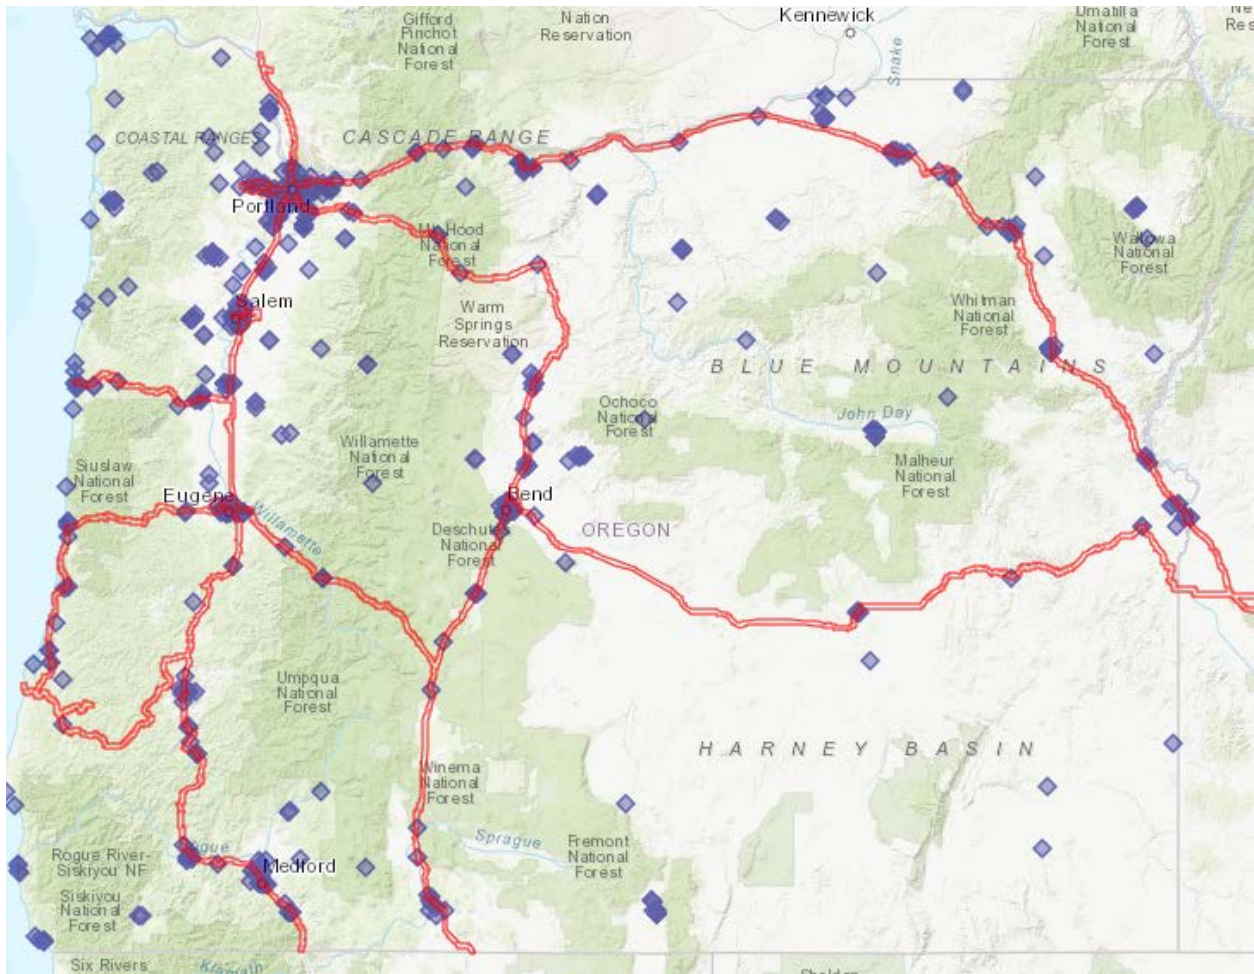 Kennewick
Gifford
Pinchot
National
Forest
Nation
Reservation
Umatilla
National
Forest
Ne
Res
Snake
COASTAL RANGES
CASCADE RANGE
Portland
Mt Hood
National
Forest
Wallowa
National
Forest
Salem
Warm
Springs
Reservation
Whitman
National
Forest
BLUE MOUNTAINS
Ochoco
National
Forest
John Day
Willamette
National
Forest
Malheur
National
Forest
Siuslaw
National
Forest
Eugene
Willamette
Bend
Deschutes
National
Forest
OREGON
Umpqua
National
Forest
HARNEY BASIN
Winema
National
Forest
Sprague
Fremont
National
Forest
Rogue
Rogue River-
Siskiyou NF
Medford
Siskiyou
National
Forest
Six Rivers
Klamath
Sheldon